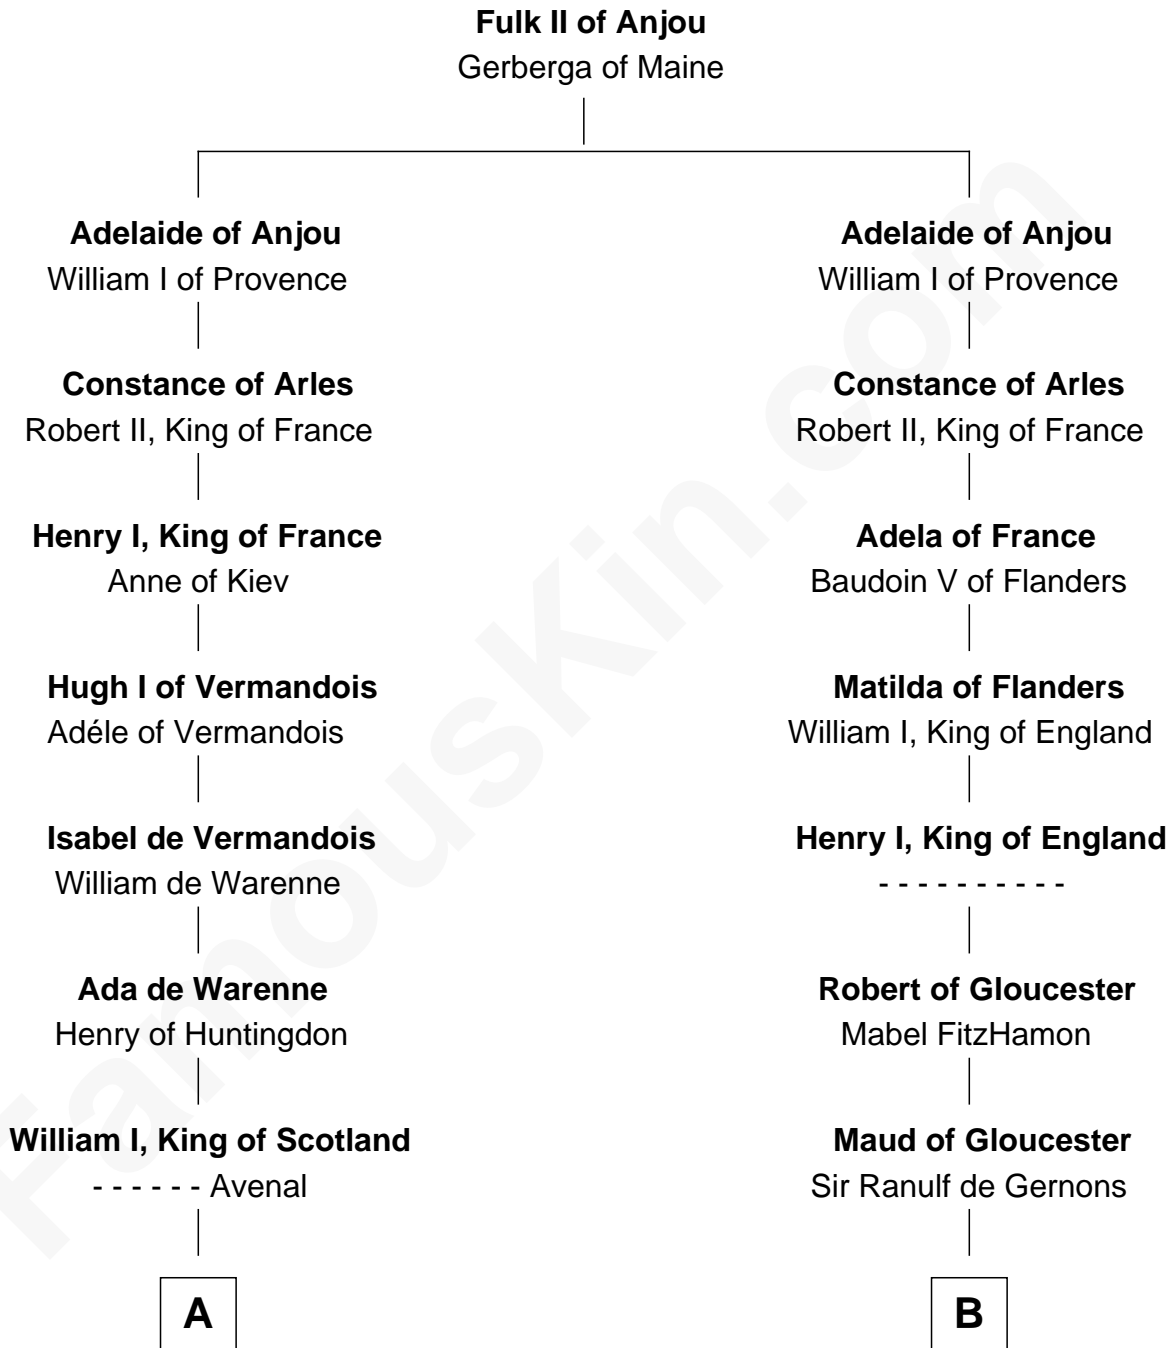 Fulk II of Anjou
Gerberga of Maine
Adelaide of Anjou
William I of Provence
Constance of Arles
Robert II, King of France
Henry I, King of France
Anne of Kiev
Hugh I of Vermandois
Adéle of Vermandois
Isabel de Vermandois
William de Warenne
Ada de Warenne
Henry of Huntingdon
William I, King of Scotland
- - - - - - Avenal
A
Adelaide of Anjou
William I of Provence
Constance of Arles
Robert II, King of France
Adela of France
Baudoin V of Flanders
Matilda of Flanders
William I, King of England
Henry I, King of England
- - - - - - - - - -
Robert of Gloucester
Mabel FitzHamon
Maud of Gloucester
Sir Ranulf de Gernons
B
FamousKin.com